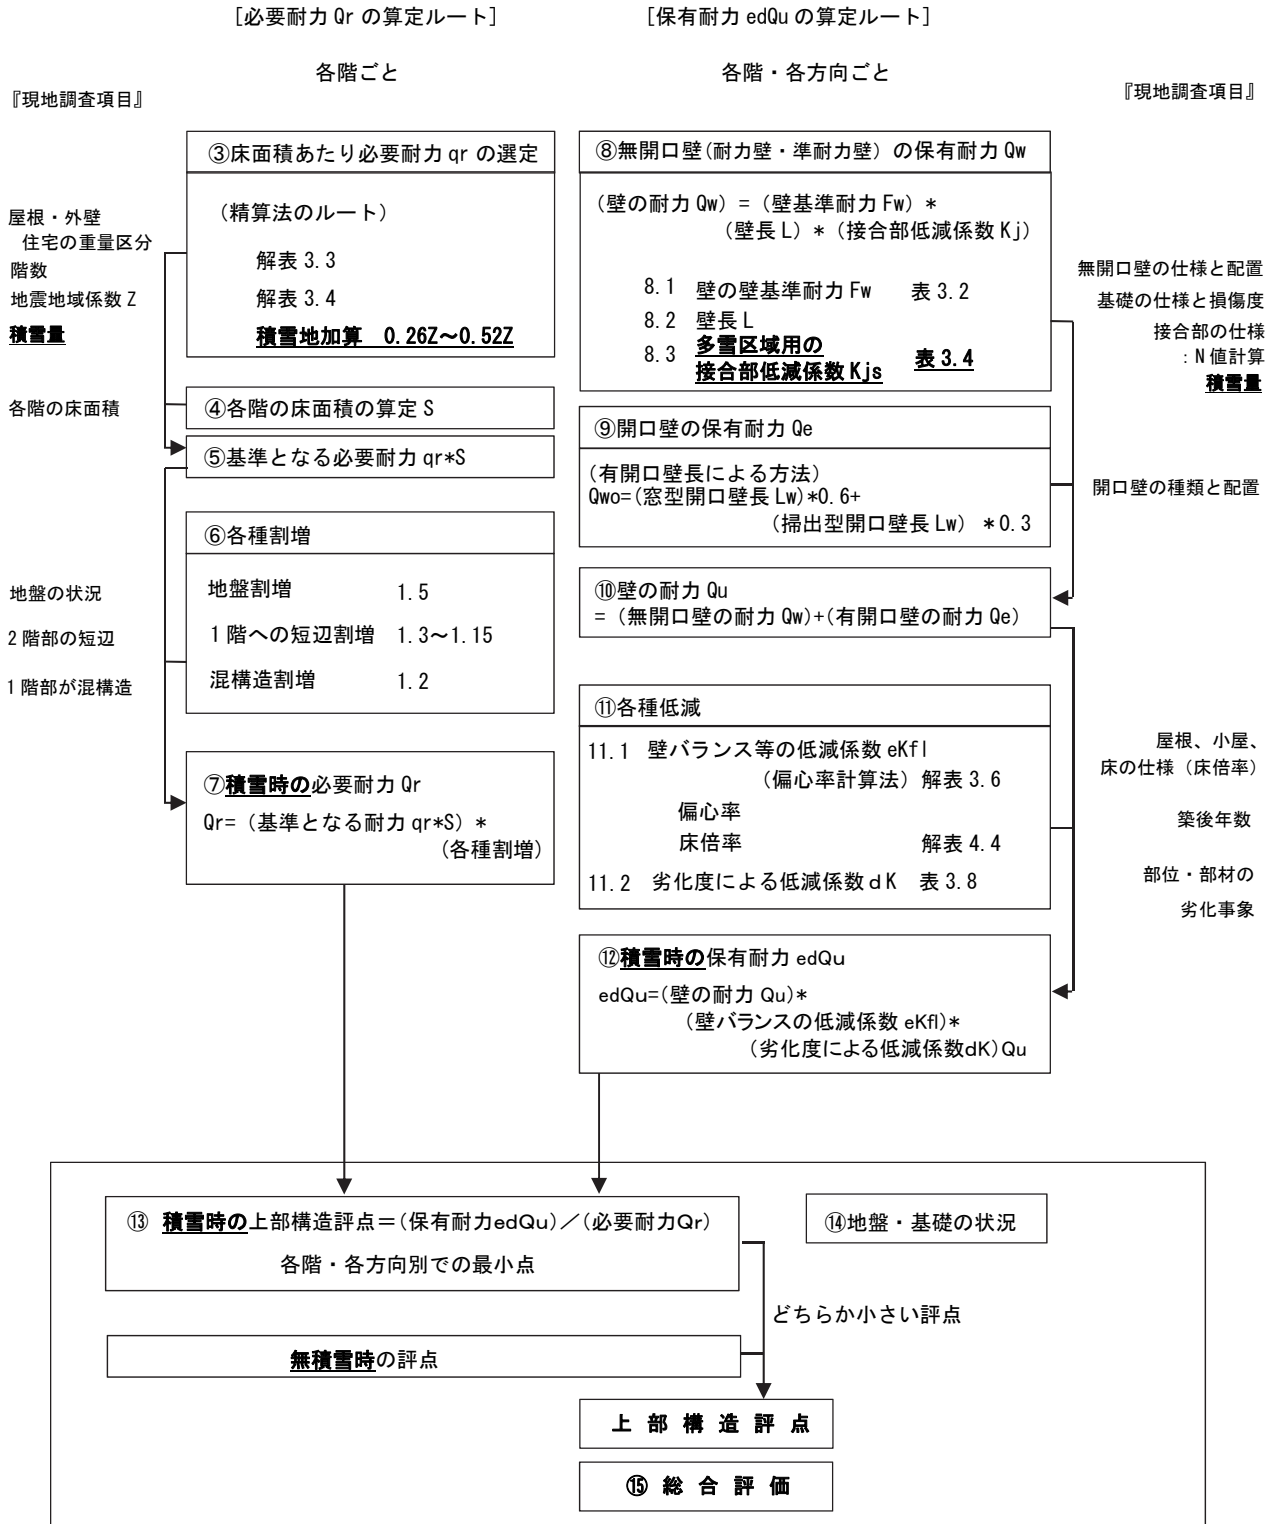 [必要耐力 Qr の算定ルート]
[保有耐力 edQu の算定ルート]
各階ごと
各階・各方向ごと
『現地調査項目』
『現地調査項目』
③床面積あたり必要耐力 qr の選定
(精算法のルート)
解表 3.3
解表 3.4
積雪地加算 0.26Z～0.52Z
屋根・外壁
住宅の重量区分
階数
地震地域係数 Z
積雪量
各階の床面積
④各階の床面積の算定 S
⑤基準となる必要耐力 qr*S
⑥各種割増
地盤割増 1.5
1階への短辺割増 1.3～1.15
混構造割増 1.2
地盤の状況
2階部の短辺
1階部が混構造
⑦積雪時の必要耐力 Qr
Qr=(基準となる耐力 qr*S)*
(各種割増)
⑧無開口壁(耐力壁・準耐力壁)の保有耐力 Qw
(壁の耐力 Qw)=(壁基準耐力 Fw)*
(壁長 L)*(接合部低減係数 Kj)
8.1 壁の壁基準耐力 Fw 表 3.2
8.2 壁長 L
8.3 多雪区域用の
接合部低減係数 Kjs 表 3.4
無開口壁の仕様と配置
基礎の仕様と損傷度
接合部の仕様
:N 値計算
積雪量
⑨開口壁の保有耐力 Qe
(有開口壁長による方法)
Qwo=(窓型開口壁長 Lw)*0.6+
(掃出型開口壁長 Lw) *0.3
開口壁の種類と配置
⑩壁の耐力 Qu
=(無開口壁の耐力 Qw)+(有開口壁の耐力 Qe)
⑪各種低減
11.1 壁バランス等の低減係数 eKfl
(偏心率計算法) 解表 3.6
偏心率
床倍率 解表 4.4
11.2 劣化度による低減係数 dK 表 3.8
屋根、小屋、
床の仕様(床倍率)
築後年数
部位・部材の
劣化事象
⑫積雪時の保有耐力 edQu
edQu=(壁の耐力 Qu)*
(壁バランスの低減係数 eKfl)*
(劣化度による低減係数dK)Qu
⑬ 積雪時の上部構造評点=(保有耐力edQu)/(必要耐力Qr)
各階・各方向別での最小点
⑭地盤・基礎の状況
どちらか小さい評点
無積雪時の評点
上 部 構 造 評 点
⑮ 総 合 評 価